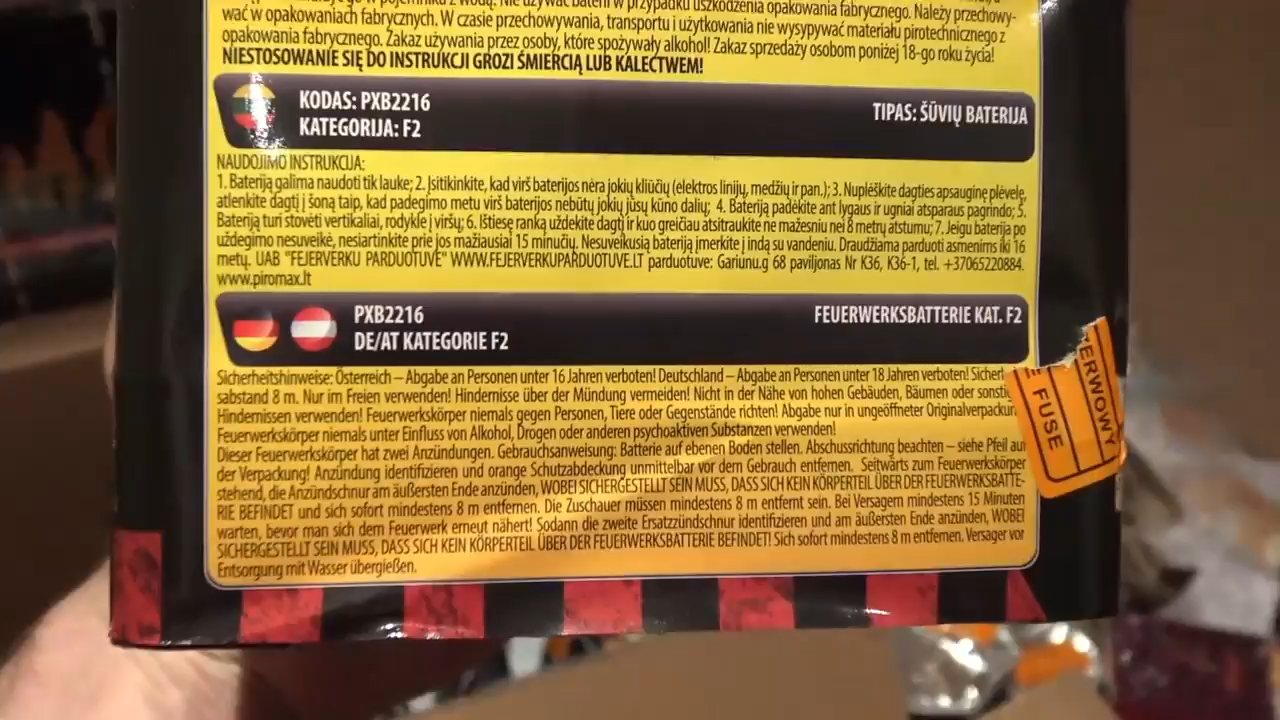 w przypadku uszkodzenia opakowania fabrycznego. Należy przechowy-
wać w opakowaniach fabrycznych. W czasie przechowywania, transportu i użytkowania nie wysypywać materiału pirotechnicznego z
opakowania fabrycznego. Zakaz używania przez osoby, które spożywały alkohol! Zakaz sprzedaży osobom poniżej 18-go roku życia!
NIESTOSOWANIE SIĘ DO INSTRUKCJI GROZI ŚMIERCIĄ LUB KALECTWEM!
KODAS: PXB2216
KATEGORIJA: F2
TIPAS: ŠŪVIŲ BATERIJA
NAUDOJIMO INSTRUKCIJA:
1. Bateriją galima naudoti tik lauke; 2. Įsitikinkite, kad virš baterijos nėra jokių kliūčių (elektros linijų, medžių ir pan.); 3. Nuplėškite dagties apsauginę plėvelę,
atlenkite dagtį į šoną taip, kad padegimo metu virš baterijos nebūtų jokių jūsų kūno dalių; 4. Bateriją padėkite ant lygaus ir ugniai atsparaus pagrindo; 5.
Bateriją turi stovėti vertikaliai, rodyklė į viršų; 6. Ištiesę ranką uždekite dagtį ir kuo greičiau atsitraukite ne mažesniu nei 8 metrų atstumu; 7. Jeigu baterija po
uždegimo nesuveikė, nesiartinkite prie jos mažiausiai 15 minučių. Nesuveikusią bateriją įmerkite į indą su vandeniu. Draudžiama parduoti asmenims iki 16
metų. UAB "FEJERVERKŲ PARDUOTUVĖ" WWW.FEJERVERKUPARDUOTUVE.LT parduotuvė: Gariunu.g 68 paviljonas Nr K36, K36-1, tel. +37065220884.
www.piromax.lt
PXB2216
DE/AT KATEGORIE F2
FEUERWERKSBATTERIE KAT. F2
Sicherheitshinweise: Österreich – Abgabe an Personen unter 16 Jahren verboten! Deutschland – Abgabe an Personen unter 18 Jahren verboten! Sicherl
sabstand 8 m. Nur im Freien verwenden! Hindernisse über der Mündung vermeiden! Nicht in der Nähe von hohen Gebäuden, Bäumen oder sonstig
Hindernissen verwenden! Feuerwerkskörper niemals gegen Personen, Tiere oder Gegenstände richten! Abgabe nur in ungeöffneter Originalverpackun
Feuerwerkskörper niemals unter Einfluss von Alkohol, Drogen oder anderen psychoaktiven Substanzen verwenden!
Dieser Feuerwerkskörper hat zwei Anzündungen. Gebrauchsanweisung: Batterie auf ebenen Boden stellen. Abschussrichtung beachten – siehe Pfeil auf
der Verpackung! Anzündung identifizieren und orange Schutzabdeckung unmittelbar vor dem Gebrauch entfernen. Seitwärts zum Feuerwerkskörper
stehend, die Anzündschnur am äußersten Ende anzünden, WOBEI SICHERGESTELLT SEIN MUSS, DASS SICH KEIN KÖRPERTEIL ÜBER DER FEUERWERKSBATTE-
RIE BEFINDET und sich sofort mindestens 8 m entfernen. Die Zuschauer müssen mindestens 8 m entfernt sein. Bei Versagern mindestens 15 Minuten
warten, bevor man sich dem Feuerwerk erneut nähert! Sodann die zweite Ersatzzündschnur identifizieren und am äußersten Ende anzünden, WOBEI
SICHERGESTELLT SEIN MUSS, DASS SICH KEIN KÖRPERTEIL ÜBER DER FEUERWERKSBATTERIE BEFINDET! Sich sofort mindestens 8 m entfernen. Versager vor
Entsorgung mit Wasser übergießen.
ERWOWY
E FUSE